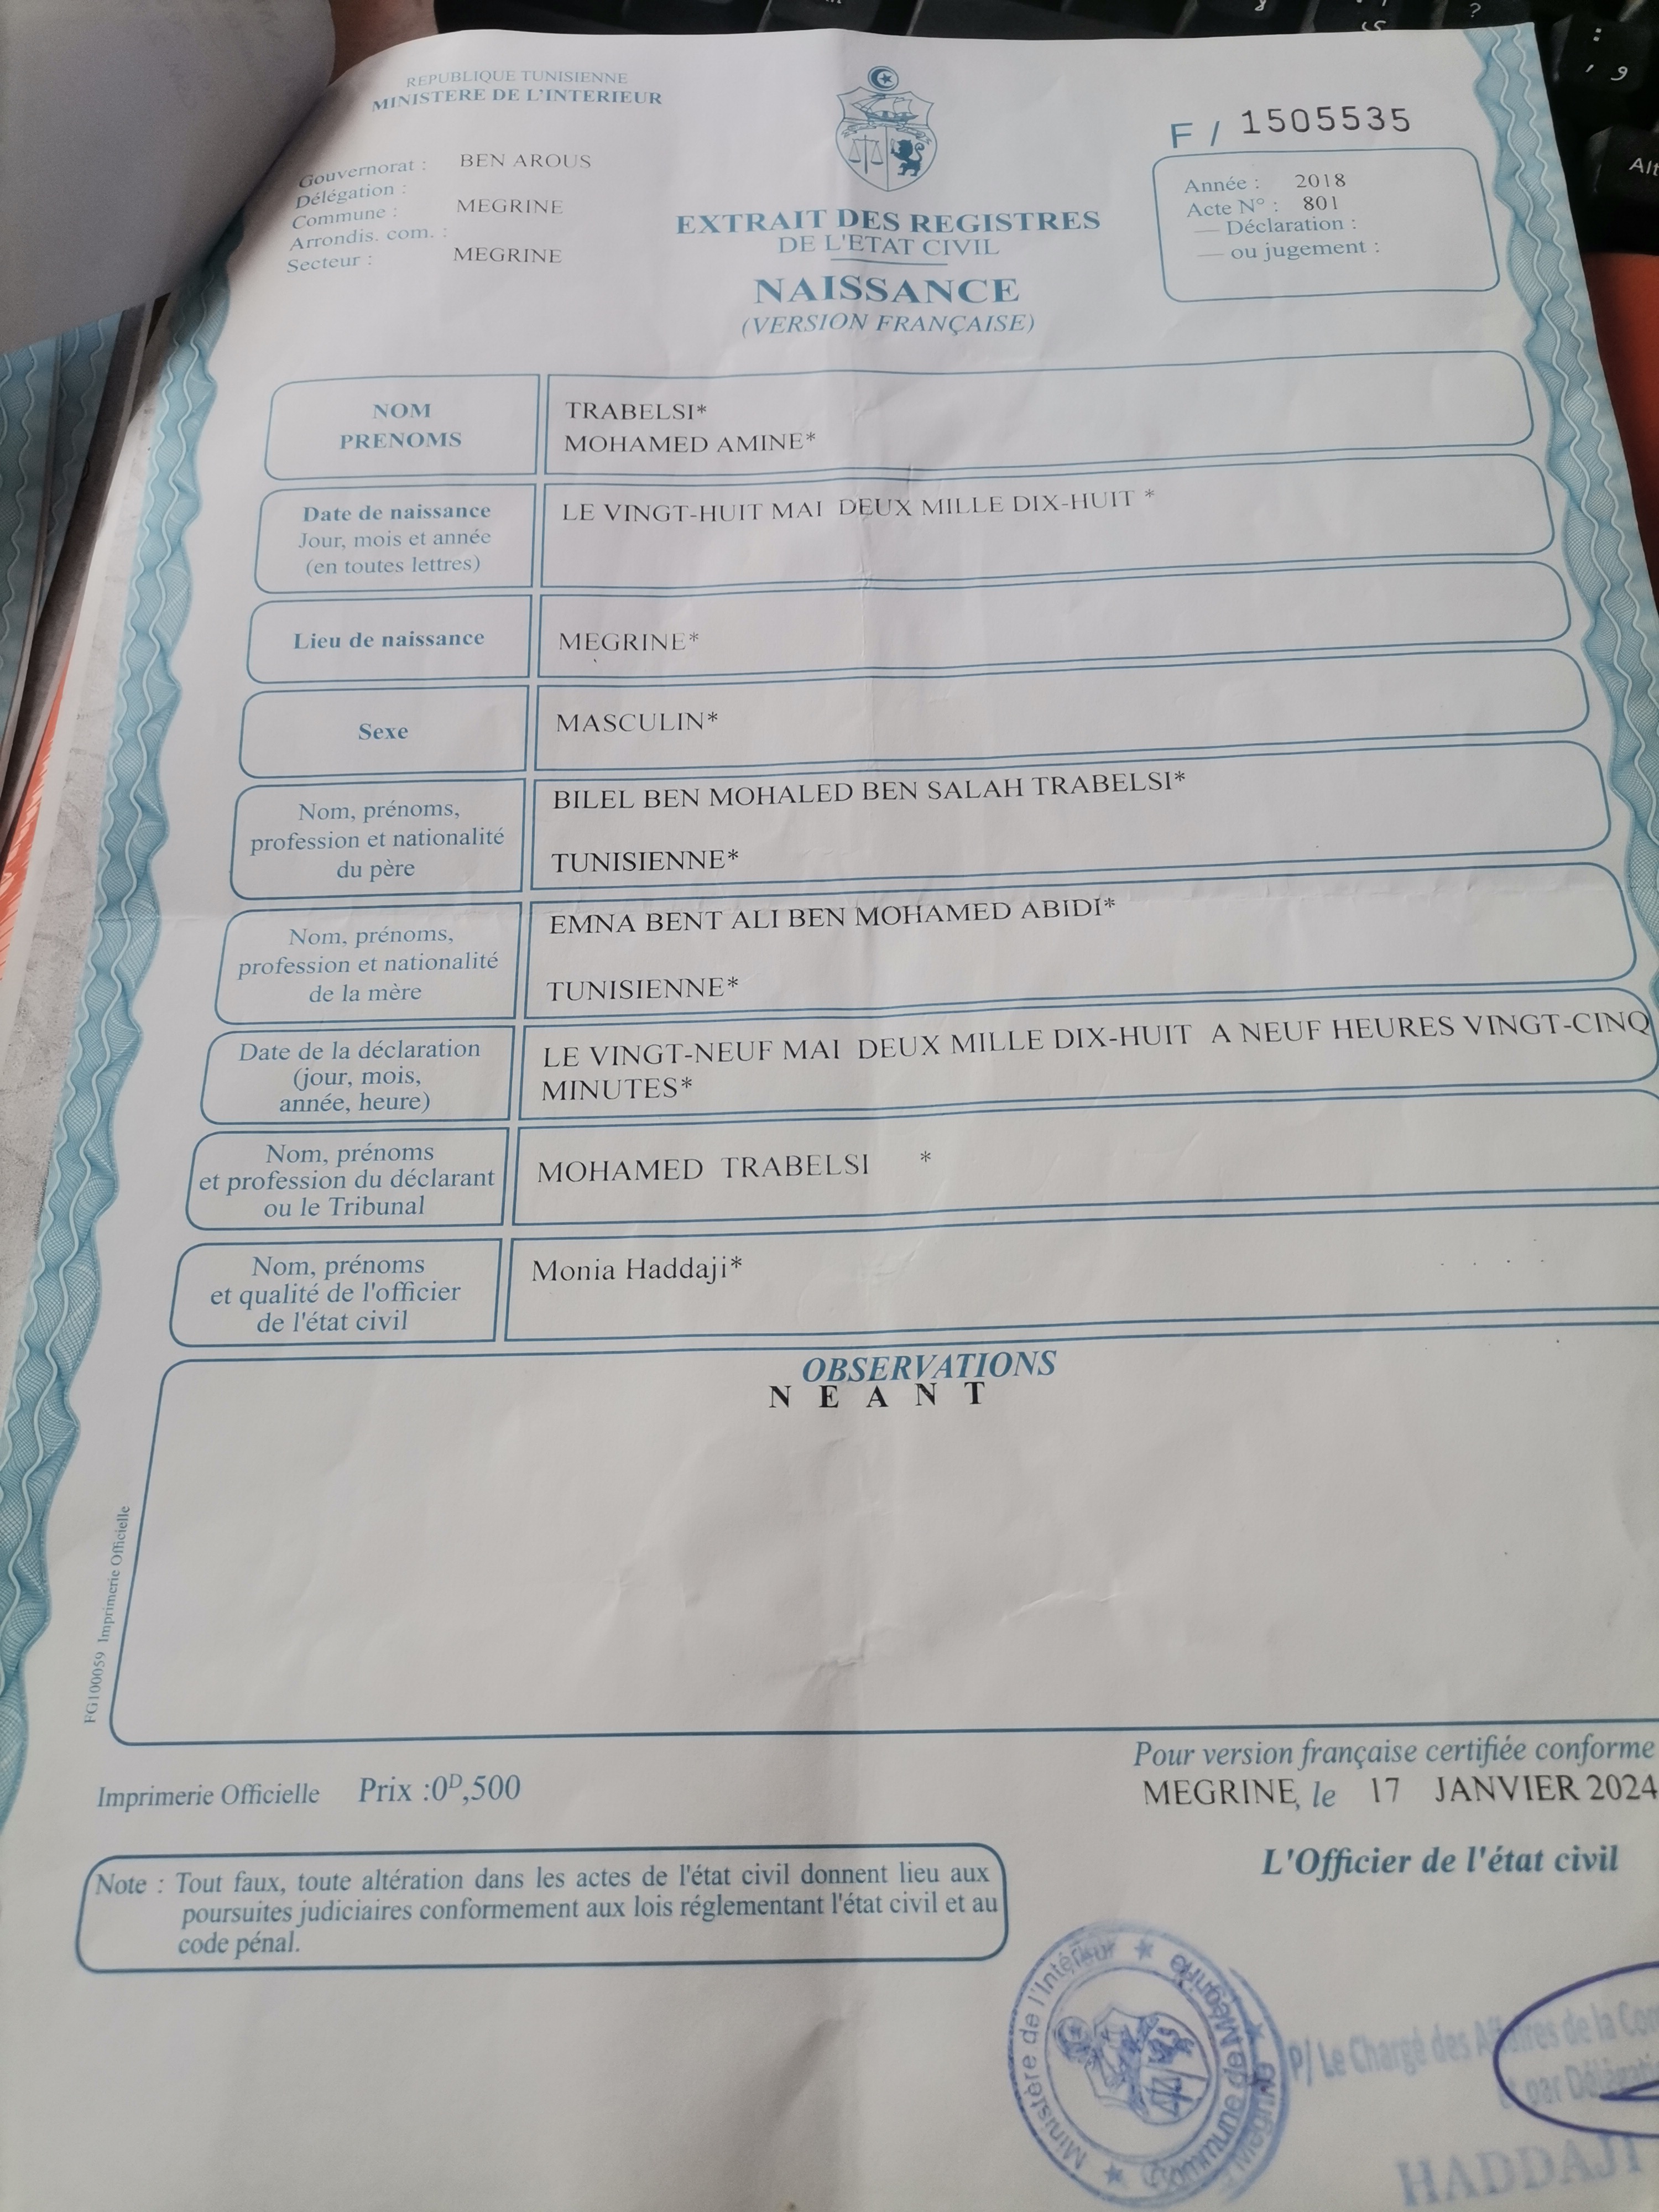 REPUBLIQUE TUNISIENNE
MINISTERE DE L'INTERIEUR
Gouvernorat : BEN AROUS
Délégation :
Commune : MEGRINE
Arrondis. com. :
Secteur : MEGRINE
EXTRAIT DES REGISTRES
DE L'ETAT CIVIL
NAISSANCE
(VERSION FRANÇAISE)
F / 1505535
Année : 2018
Acte N° : 801
— Déclaration :
— ou jugement :
NOM TRABELSI*
PRENOMS MOHAMED AMINE*
Date de naissance LE VINGT-HUIT MAI DEUX MILLE DIX-HUIT *
Jour, mois et année
(en toutes lettres)
Lieu de naissance MEGRINE*
Sexe MASCULIN*
Nom, prénoms, BILEL BEN MOHALED BEN SALAH TRABELSI*
profession et nationalité
du père TUNISIENNE*
Nom, prénoms, EMNA BENT ALI BEN MOHAMED ABIDI*
profession et nationalité
de la mère TUNISIENNE*
Date de la déclaration LE VINGT-NEUF MAI DEUX MILLE DIX-HUIT A NEUF HEURES VINGT-CINQ
(jour, mois, MINUTES*
année, heure)
Nom, prénoms
et profession du déclarant MOHAMED TRABELSI *
ou le Tribunal
Nom, prénoms Monia Haddaji*
et qualité de l'officier
de l'état civil
OBSERVATIONS
N E A N T
FG100059 Imprimerie Officielle
Pour version française certifiée conforme
Imprimerie Officielle Prix :0D,500
MEGRINE, le 17 JANVIER 2024
L'Officier de l'état civil
Note : Tout faux, toute altération dans les actes de l'état civil donnent lieu aux
poursuites judiciaires conformement aux lois réglementant l'état civil et au
code pénal.
Ministère de l'Intérieur ★ Commune de Mégrine ★
P/ Le Chargé des Affaires de la
par
HADDAJI
Alt